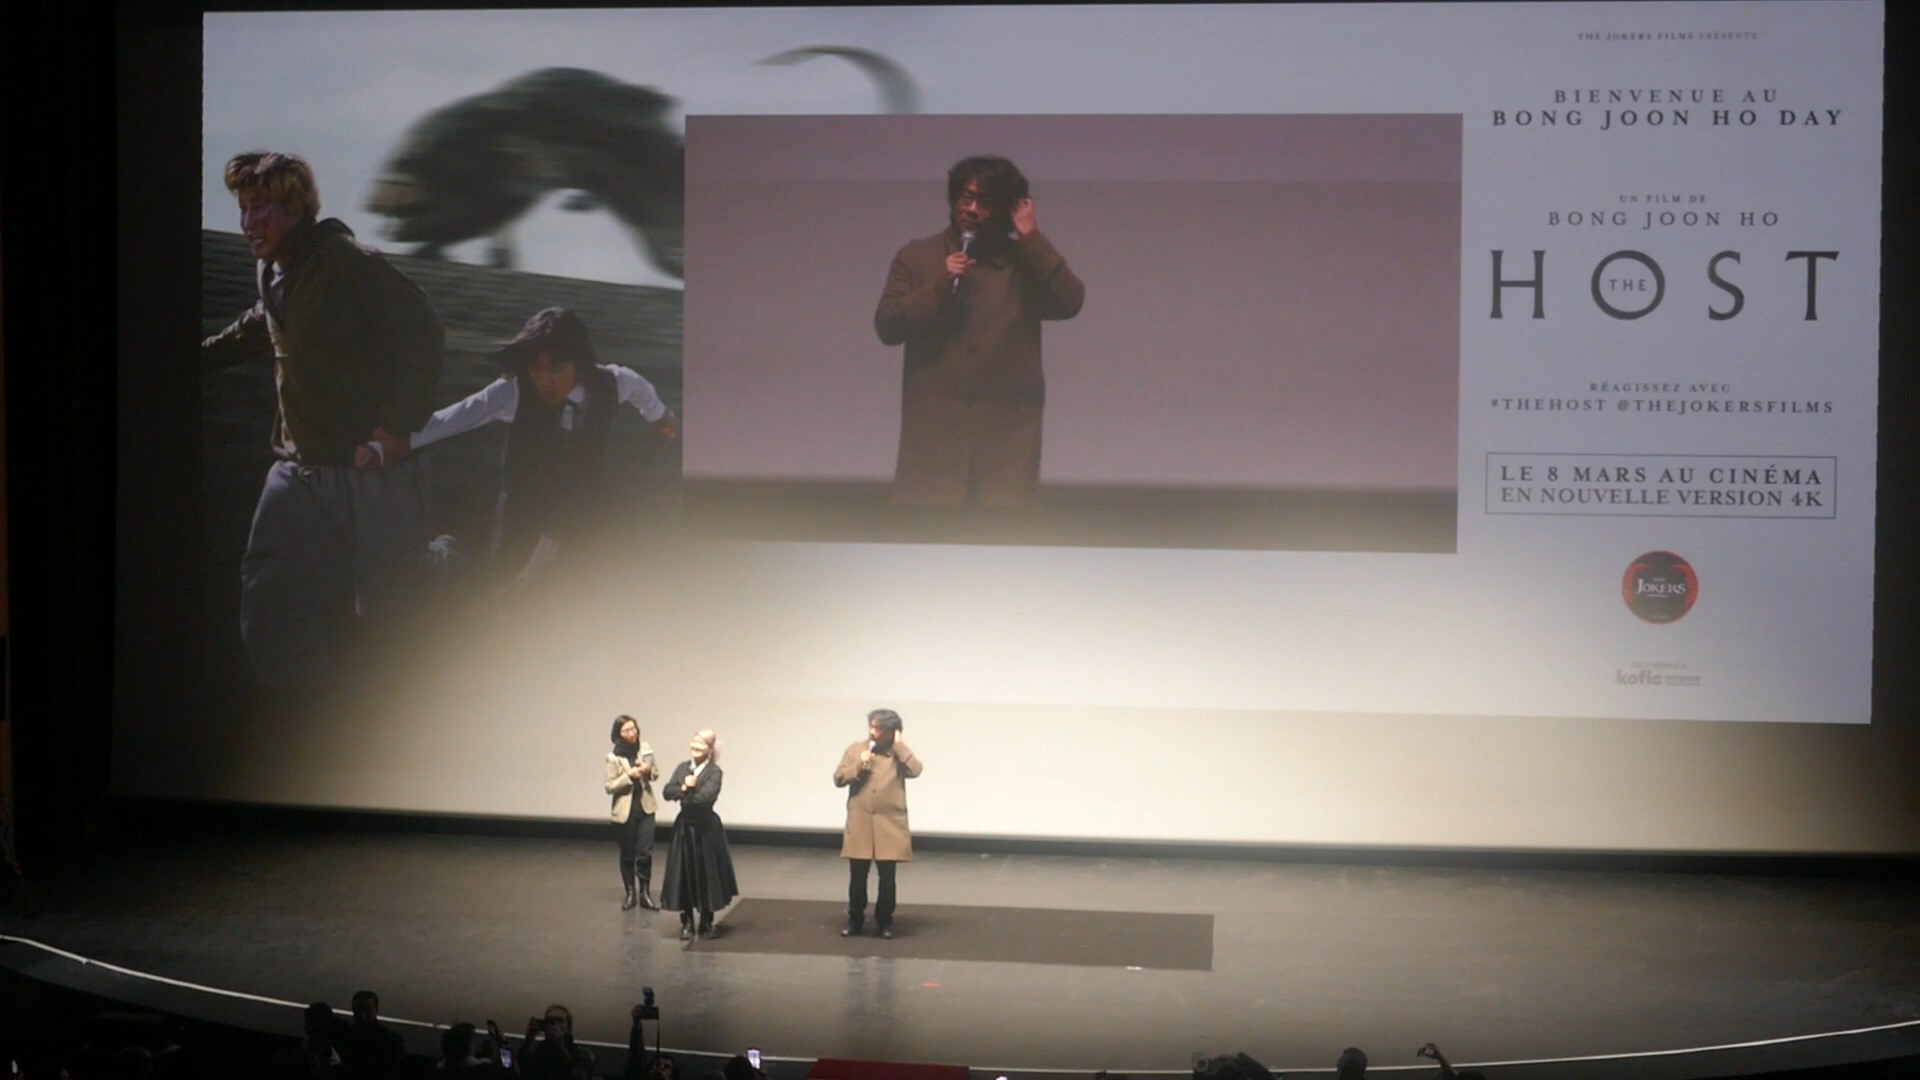 THE JOKERS FILMS PRÉSENTE
BIENVENUE AU
BONG JOON HO DAY
UN FILM DE
BONG JOON HO
THE
HOST
RÉAGISSEZ AVEC
#THEHOST @THEJOKERSFILMS
LE 8 MARS AU CINÉMA
EN NOUVELLE VERSION 4K
THE
JOKERS
kofic